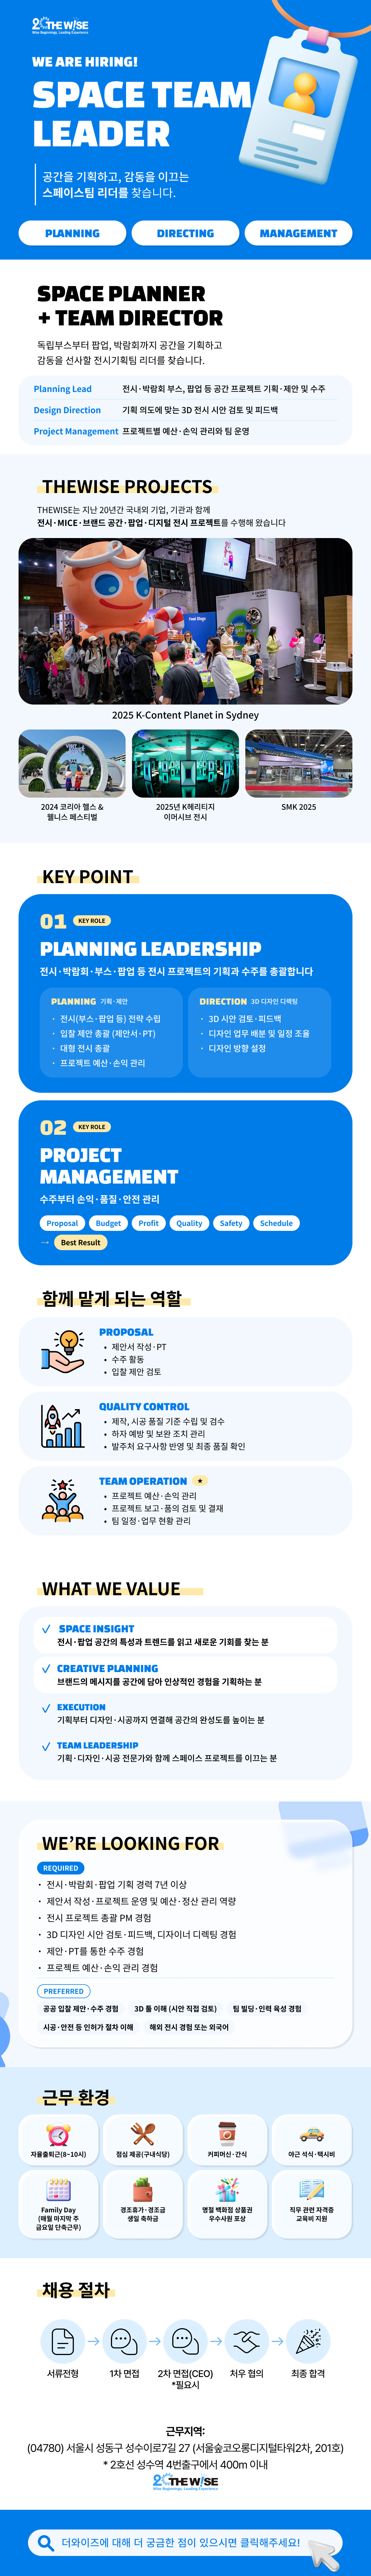 20 THE WISE
Wise Beginnings, Leading Experience
WE ARE HIRING!
SPACE TEAM
LEADER
공간을 기획하고, 감동을 이끄는
스페이스팀 리더를 찾습니다.
PLANNING
DIRECTING
MANAGEMENT
SPACE PLANNER
+ TEAM DIRECTOR
독립부스부터 팝업, 박람회까지 공간을 기획하고
감동을 선사할 전시기획팀 리더를 찾습니다.
Planning Lead 전시·박람회 부스, 팝업 등 공간 프로젝트 기획·제안 및 수주
Design Direction 기획 의도에 맞는 3D 전시 시안 검토 및 피드백
Project Management 프로젝트별 예산·손익 관리와 팀 운영
THEWISE PROJECTS
THEWISE는 지난 20년간 국내외 기업, 기관과 함께
전시·MICE·브랜드 공간·팝업·디지털 전시 프로젝트를 수행해 왔습니다
2025 K-Content Planet in Sydney
2024 코리아 헬스 &
웰니스 페스티벌
2025년 K헤리티지
이머시브 전시
SMK 2025
KEY POINT
01 KEY ROLE
PLANNING LEADERSHIP
전시·박람회·부스·팝업 등 전시 프로젝트의 기획과 수주를 총괄합니다
PLANNING 기획·제안
· 전시(부스·팝업 등) 전략 수립
· 입찰 제안 총괄 (제안서·PT)
· 대형 전시 총괄
· 프로젝트 예산·손익 관리
DIRECTION 3D 디자인 디렉팅
· 3D 시안 검토·피드백
· 디자인 업무 배분 및 일정 조율
· 디자인 방향 설정
02 KEY ROLE
PROJECT
MANAGEMENT
수주부터 손익·품질·안전 관리
Proposal Budget Profit Quality Safety Schedule
→ Best Result
함께 맡게 되는 역할
PROPOSAL
• 제안서 작성·PT
• 수주 활동
• 입찰 제안 검토
QUALITY CONTROL
• 제작, 시공 품질 기준 수립 및 검수
• 하자 예방 및 보완 조치 관리
• 발주처 요구사항 반영 및 최종 품질 확인
TEAM OPERATION ★
• 프로젝트 예산·손익 관리
• 프로젝트 보고·품의 검토 및 결재
• 팀 일정·업무 현황 관리
WHAT WE VALUE
SPACE INSIGHT
전시·팝업 공간의 특성과 트렌드를 읽고 새로운 기회를 찾는 분
CREATIVE PLANNING
브랜드의 메시지를 공간에 담아 인상적인 경험을 기획하는 분
EXECUTION
기획부터 디자인·시공까지 연결해 공간의 완성도를 높이는 분
TEAM LEADERSHIP
기획·디자인·시공 전문가와 함께 스페이스 프로젝트를 이끄는 분
WE'RE LOOKING FOR
REQUIRED
· 전시·박람회·팝업 기획 경력 7년 이상
· 제안서 작성·프로젝트 운영 및 예산·정산 관리 역량
· 전시 프로젝트 총괄 PM 경험
· 3D 디자인 시안 검토·피드백, 디자이너 디렉팅 경험
· 제안·PT를 통한 수주 경험
· 프로젝트 예산·손익 관리 경험
PREFERRED
공공 입찰 제안·수주 경험 3D 툴 이해 (시안 직접 검토) 팀 빌딩·인력 육성 경험
시공·안전 등 인허가 절차 이해 해외 전시 경험 또는 외국어
근무 환경
자율출퇴근(8~10시)
점심 제공(구내식당)
커피머신·간식
야근 석식·택시비
Family Day
(매월 마지막 주
금요일 단축근무)
경조휴가·경조금
생일 축하금
명절 백화점 상품권
우수사원 포상
직무 관련 자격증
교육비 지원
채용 절차
서류전형
1차 면접
2차 면접(CEO)
*필요시
처우 협의
최종 합격
근무지역:
(04780) 서울시 성동구 성수이로7길 27 (서울숲코오롱디지털타워2차, 201호)
* 2호선 성수역 4번출구에서 400m 이내
20 THE WISE
Wise Beginnings, Leading Experience
더와이즈에 대해 더 궁금한 점이 있으시면 클릭해주세요!